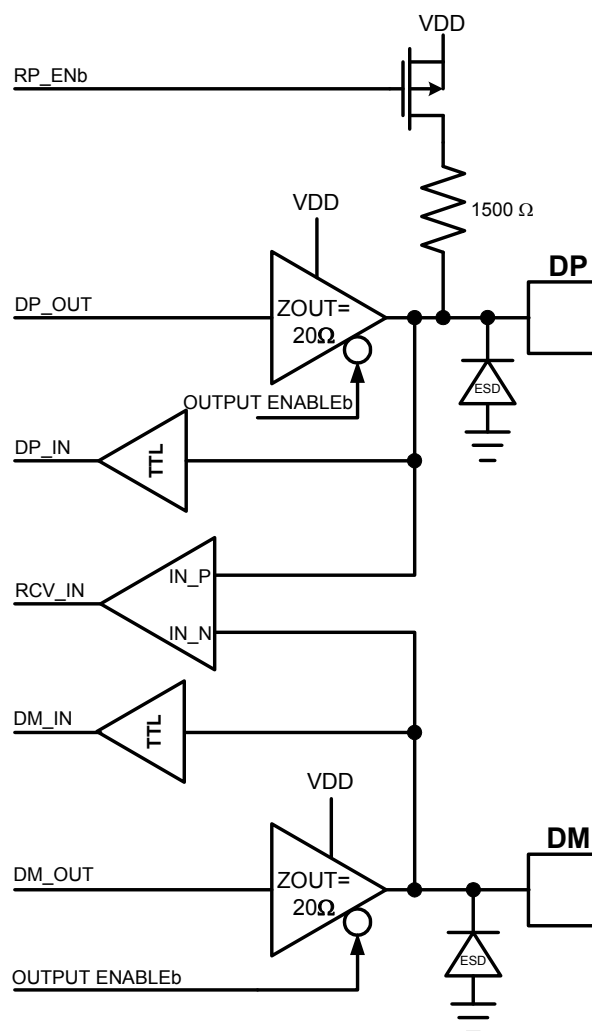 VDD
RP_ENb
1500 Ω
VDD
DP
DP_OUT
ZOUT=
20Ω
ESD
OUTPUT ENABLEb
DP_IN
TTL
IN_P
RCV_IN
IN_N
DM_IN
TTL
VDD
DM
DM_OUT
ZOUT=
20Ω
ESD
OUTPUT ENABLEb